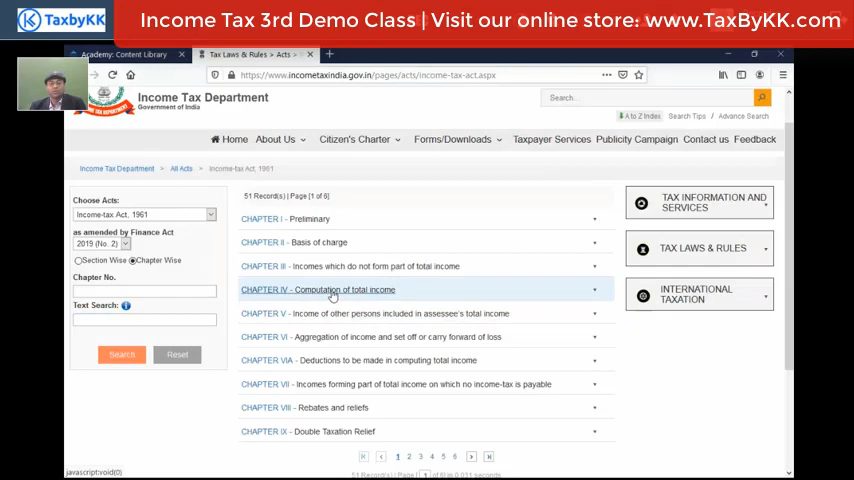 TaxbyKK
Income Tax 3rd Demo Class | Visit our online store: www.TaxByKK.com
Academy: Content Library
Tax Laws & Rules > Acts >
https://www.incometaxindia.gov.in/pages/acts/income-tax-act.aspx
Income Tax Department
Government of India
Search...
A to Z Index
Search Tips
Advance Search
Home
About Us
Citizen's Charter
Forms/Downloads
Taxpayer Services
Publicity Campaign
Contact us
Feedback
Income Tax Department > All Acts > Income-tax Act, 1961
Choose Acts:
Income-tax Act, 1961
as amended by Finance Act
2019 (No. 2)
Section Wise
Chapter Wise
Chapter No.
Text Search:
Search
Reset
51 Record(s) | Page [1 of 6]
CHAPTER I - Preliminary
CHAPTER II - Basis of charge
CHAPTER III - Incomes which do not form part of total income
CHAPTER IV - Computation of total income
CHAPTER V - Income of other persons included in assessee's total income
CHAPTER VI - Aggregation of income and set off or carry forward of loss
CHAPTER VIA - Deductions to be made in computing total income
CHAPTER VII - Incomes forming part of total income on which no income-tax is payable
CHAPTER VIII - Rebates and reliefs
CHAPTER IX - Double Taxation Relief
1 2 3 4 5 6
51 Record(s) | Page [ 1 of 6] in 0.031 seconds
TAX INFORMATION AND
SERVICES
TAX LAWS & RULES
INTERNATIONAL
TAXATION
javascript:void(0)